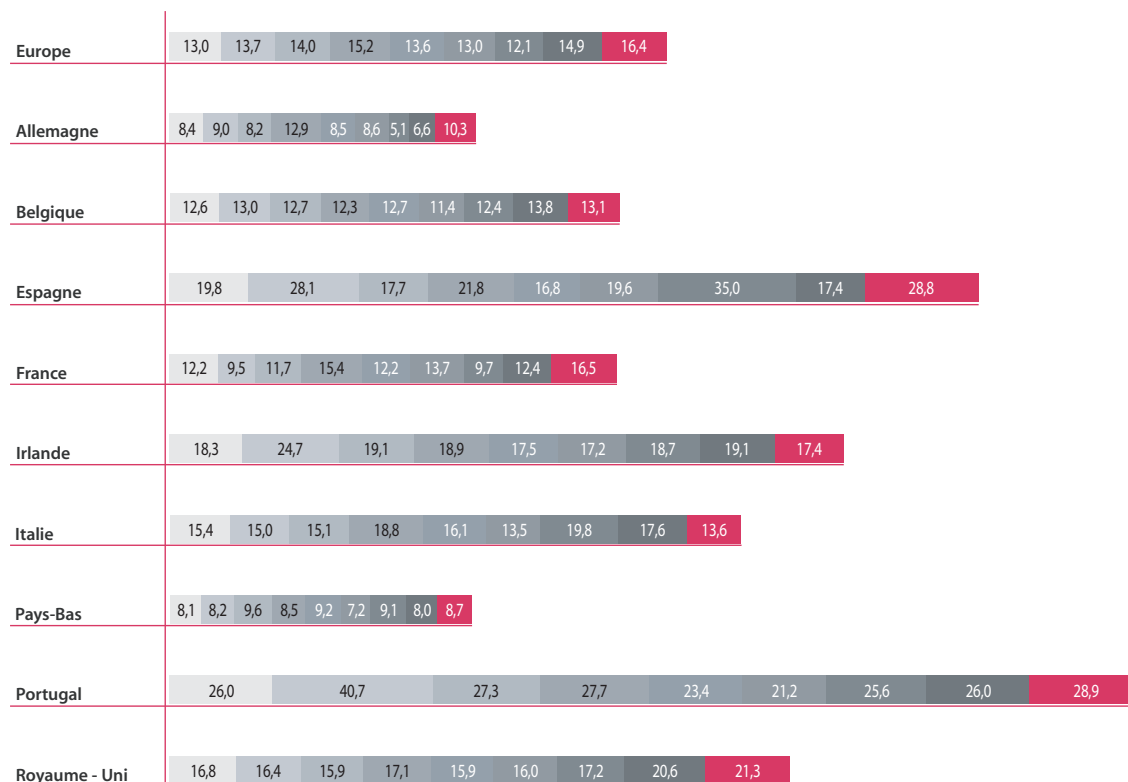 Europe 13,0 13,7 14,0 15,2 13,6 13,0 12,1 14,9 16,4
Allemagne 8,4 9,0 8,2 12,9 8,5 8,6 5,1 6,6 10,3
Belgique 12,6 13,0 12,7 12,3 12,7 11,4 12,4 13,8 13,1
Espagne 19,8 28,1 17,7 21,8 16,8 19,6 35,0 17,4 28,8
France 12,2 9,5 11,7 15,4 12,2 13,7 9,7 12,4 16,5
Irlande 18,3 24,7 19,1 18,9 17,5 17,2 18,7 19,1 17,4
Italie 15,4 15,0 15,1 18,8 16,1 13,5 19,8 17,6 13,6
Pays-Bas 8,1 8,2 9,6 8,5 9,2 7,2 9,1 8,0 8,7
Portugal 26,0 40,7 27,3 27,7 23,4 21,2 25,6 26,0 28,9
Royaume - Uni 16,8 16,4 15,9 17,1 15,9 16,0 17,2 20,6 21,3